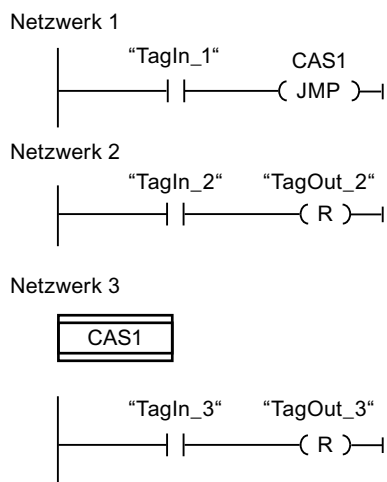 Netzwerk 1
“TagIn_1“ CAS1
JMP
Netzwerk 2
“TagIn_2“ “TagOut_2“
R
Netzwerk 3
CAS1
“TagIn_3“ “TagOut_3“
R